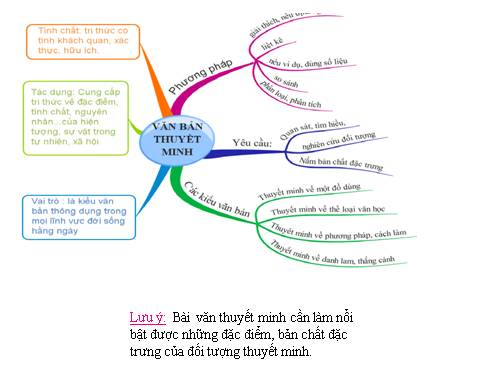 Tính chất: tri thức có
tính khách quan, xác
thực, hữu ích.
Tác dụng: Cung cấp
tri thức về đặc điểm,
tính chất, nguyên
nhân...của hiện
tượng, sự vật trong
tự nhiên, xã hội
Vai trò : là kiểu văn
bản thông dụng trong
mọi lĩnh vực đời sống
hằng ngày
VĂN BẢN
THUYẾT
MINH
Phương pháp
giải thích, nêu
liệt kê
nêu ví dụ, dùng số liệu
so sánh
phân loại, phân tích
Yêu cầu:
Quan sát, tìm hiểu,
nghiên cứu đối tượng
Nắm bản chất đặc trưng
Các kiểu văn bản
Thuyết minh về một đồ dùng
Thuyết minh về thể loại văn học
Thuyết minh về phương pháp, cách làm
Thuyết minh về danh lam, thắng cảnh
Lưu ý: Bài văn thuyết minh cần làm nổi
bật được những đặc điểm, bản chất đặc
trưng của đối tượng thuyết minh.